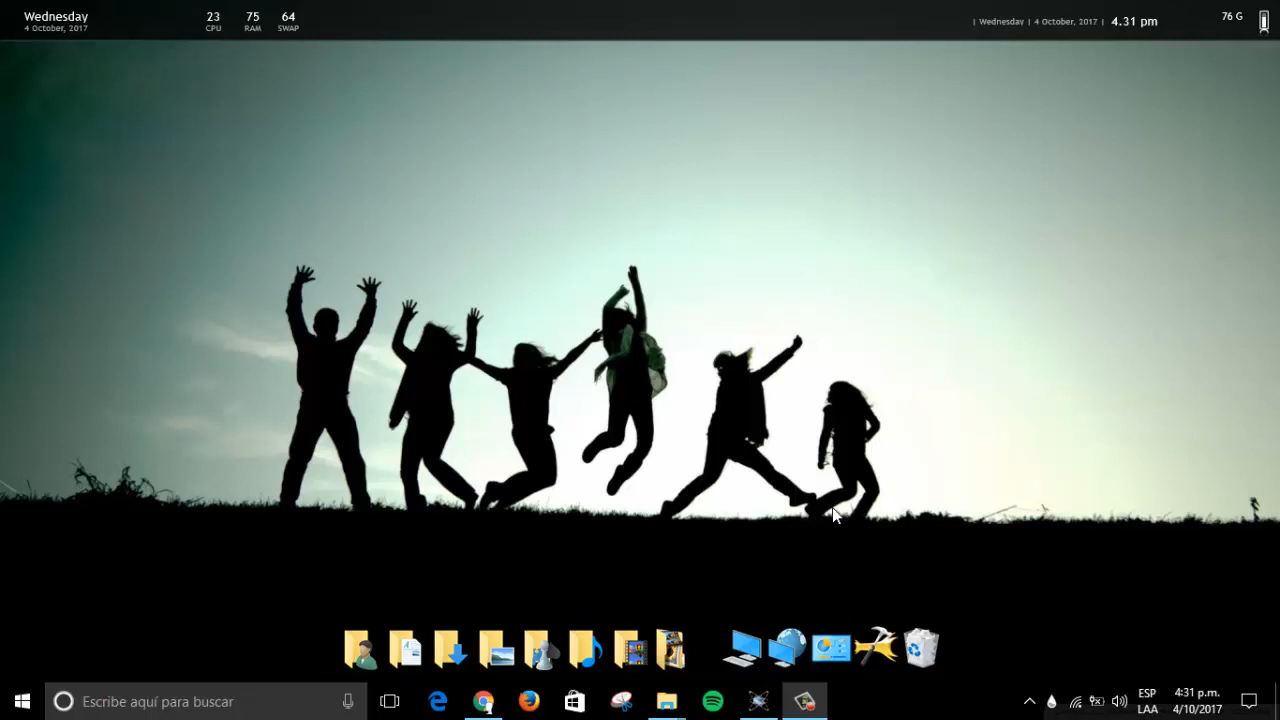 Wednesday
4 October, 2017
23 75 64
CPU RAM SWAP
| Wednesday | 4 October, 2017 | 4.31 pm
76 G
Escribe aquí para buscar
ESP
LAA
4:31 p.m.
4/10/2017